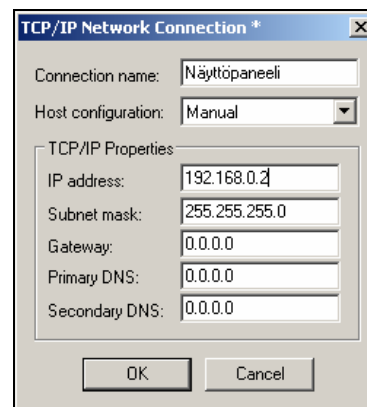 TCP/IP Network Connection *
Connection name: Näyttöpaneeli
Host configuration: Manual
TCP/IP Properties
IP address: 192.168.0.2
Subnet mask: 255.255.255.0
Gateway: 0.0.0.0
Primary DNS: 0.0.0.0
Secondary DNS: 0.0.0.0
OK Cancel